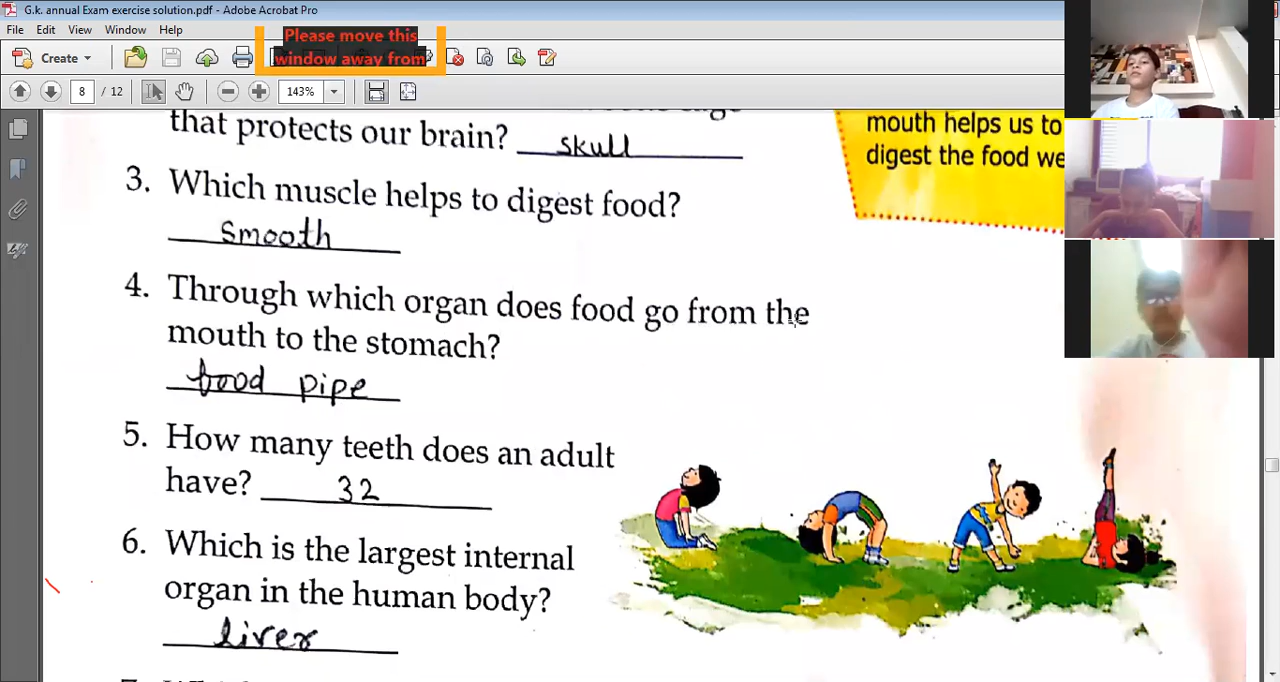 G.k. annual Exam exercise solution.pdf - Adobe Acrobat Pro
File Edit View Window Help
Create
Please move this
window away from
8 / 12 143%
that protects our brain? skull
mouth helps us to
digest the food we
3. Which muscle helps to digest food?
smooth
4. Through which organ does food go from the
mouth to the stomach?
food pipe
5. How many teeth does an adult
have? 32
6. Which is the largest internal
organ in the human body?
liver